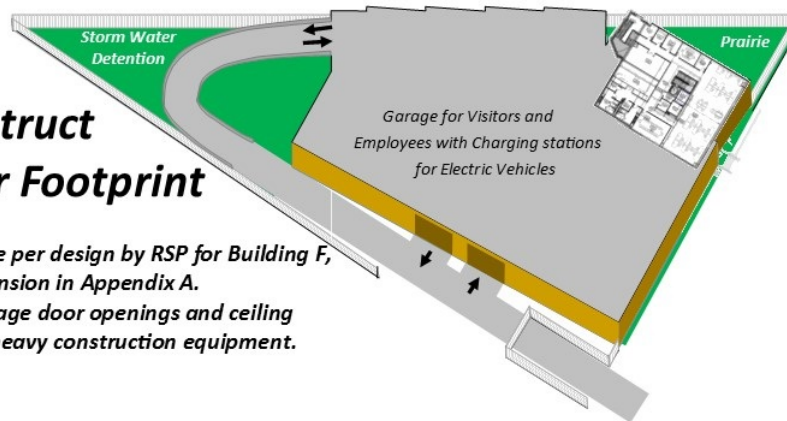 Storm Water
Detention
Prairie
Garage for Visitors and
Employees with Charging stations
for Electric Vehicles
truct
r Footprint
e per design by RSP for Building F,
nsion in Appendix A.
age door openings and ceiling
heavy construction equipment.